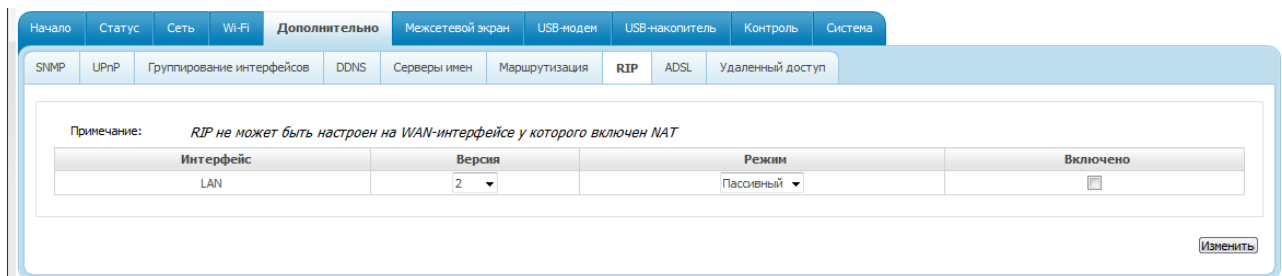 Начало Статус Сеть Wi-Fi Дополнительно Межсетевой экран USB-модем USB-накопитель Контроль Система
SNMP UPnP Группирование интерфейсов DDNS Серверы имен Маршрутизация RIP ADSL Удаленный доступ
Примечание: RIP не может быть настроен на WAN-интерфейсе у которого включен NAT
Интерфейс Версия Режим Включено
LAN 2 Пассивный
Изменить